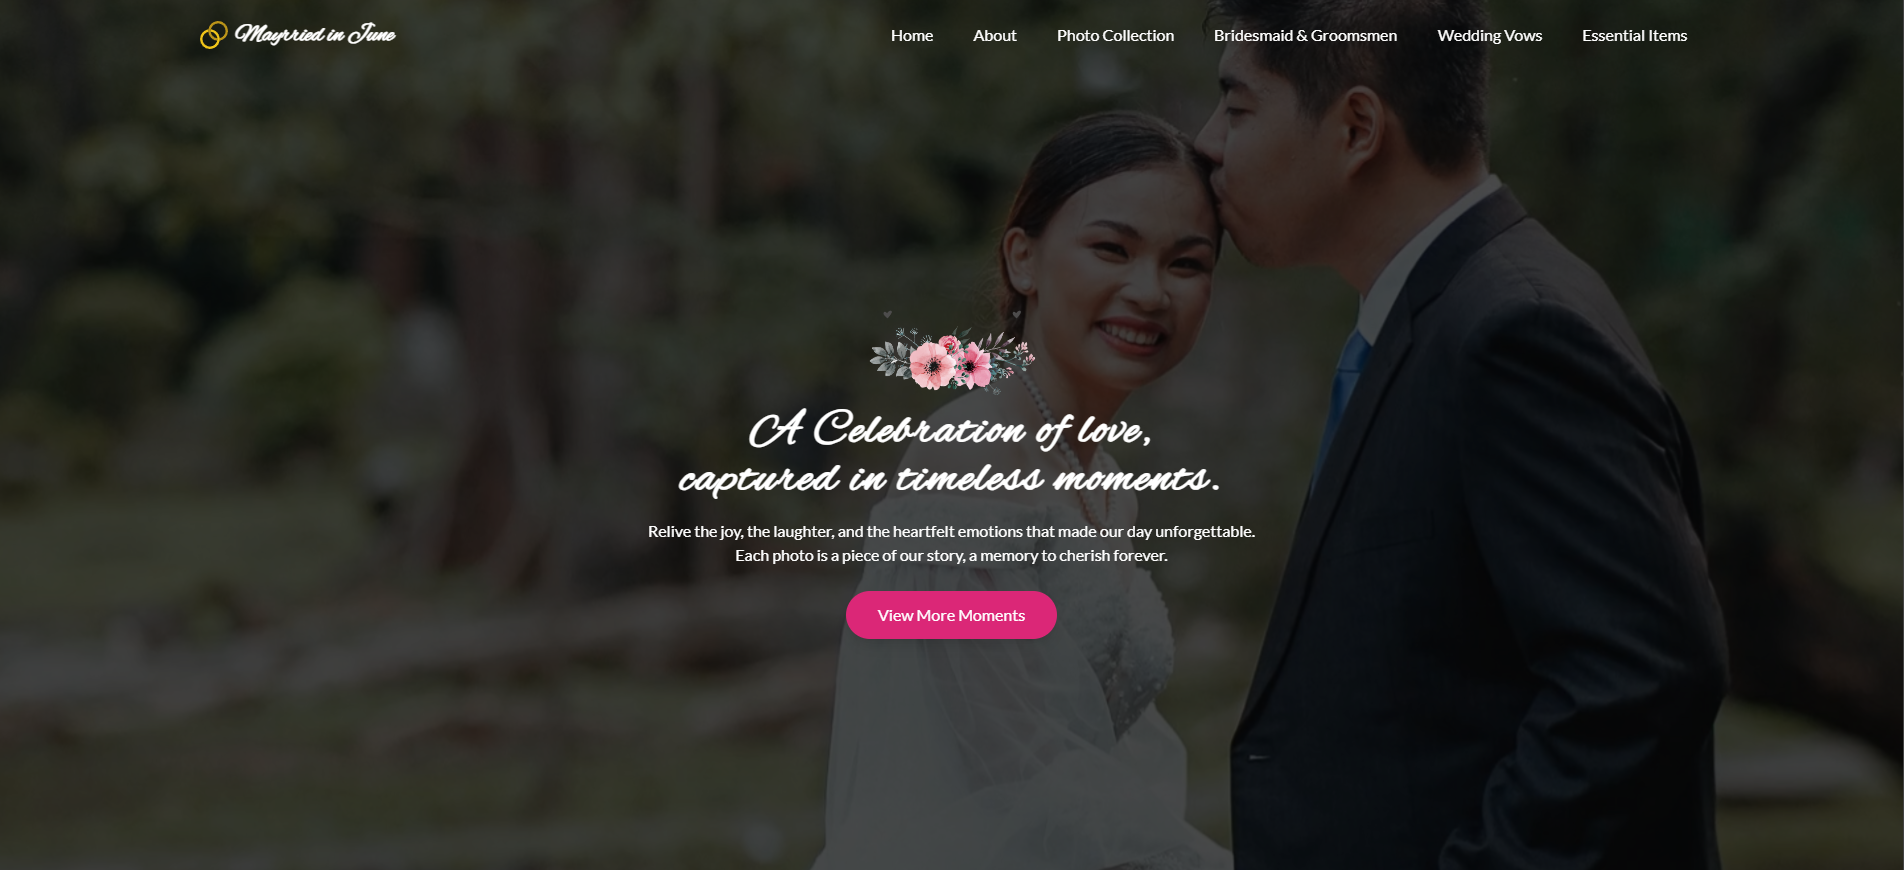 Mayrried in June
Home
About
Photo Collection
Bridesmaid & Groomsmen
Wedding Vows
Essential Items
A Celebration of love,
captured in timeless moments.
Relive the joy, the laughter, and the heartfelt emotions that made our day unforgettable.
Each photo is a piece of our story, a memory to cherish forever.
View More Moments